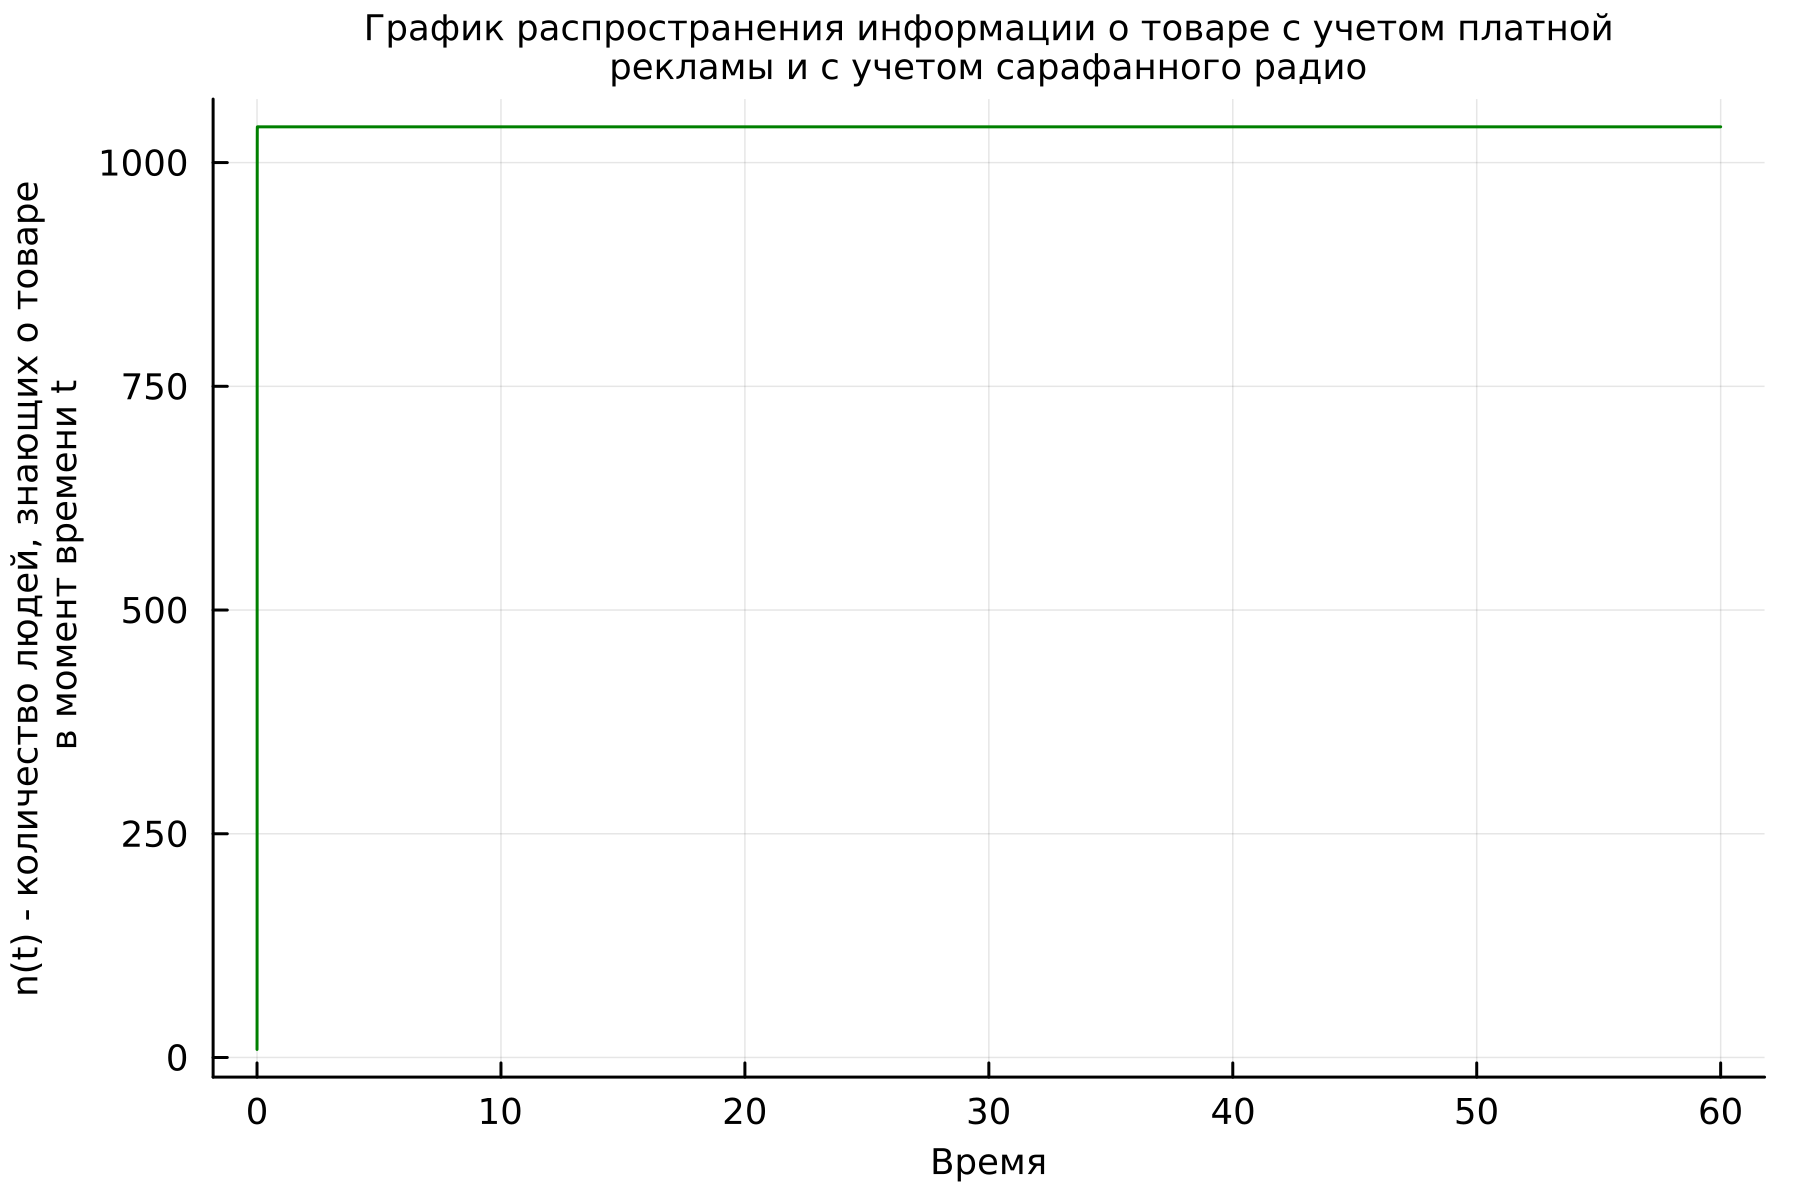 График распространения информации о товаре с учетом платной
рекламы и с учетом сарафанного радио
n(t) - количество людей, знающих о товаре
в момент времени t
1000
750
500
250
0
0 10 20 30 40 50 60
Время